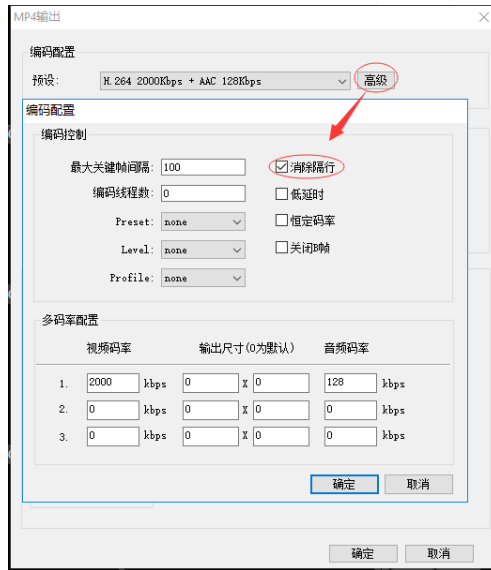 MP4输出
编码配置
预设: H.264 2000Kbps + AAC 128Kbps 高级
编码配置
编码控制
最大关键帧间隔: 100 消除隔行
编码线程数: 0 低延时
Preset: none 恒定码率
Level: none 关闭B帧
Profile: none
多码率配置
视频码率 输出尺寸(0为默认) 音频码率
1. 2000 kbps 0 X 0 128 kbps
2. 0 kbps 0 X 0 0 kbps
3. 0 kbps 0 X 0 0 kbps
确定 取消
确定 取消